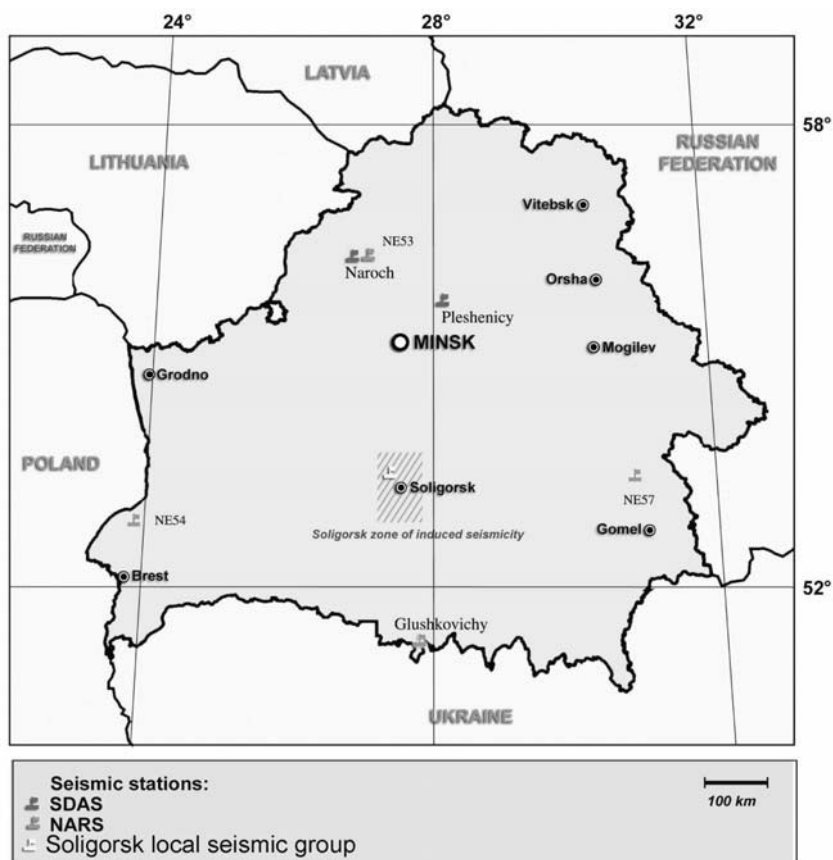 24° 28° 32°
LATVIA
58°
RUSSIAN
FEDERATION
LITHUANIA
Vitebsk
RUSSIAN
FEDERATION
NE53
Naroch
Orsha
Pleshenicy
MINSK
Mogilev
Grodno
POLAND
Soligorsk
NE57
NE54
Soligorsk zone of induced seismicity
Gomel
Brest
52°
Glushkovichy
UKRAINE
Seismic stations:
SDAS
NARS
Soligorsk local seismic group
100 km